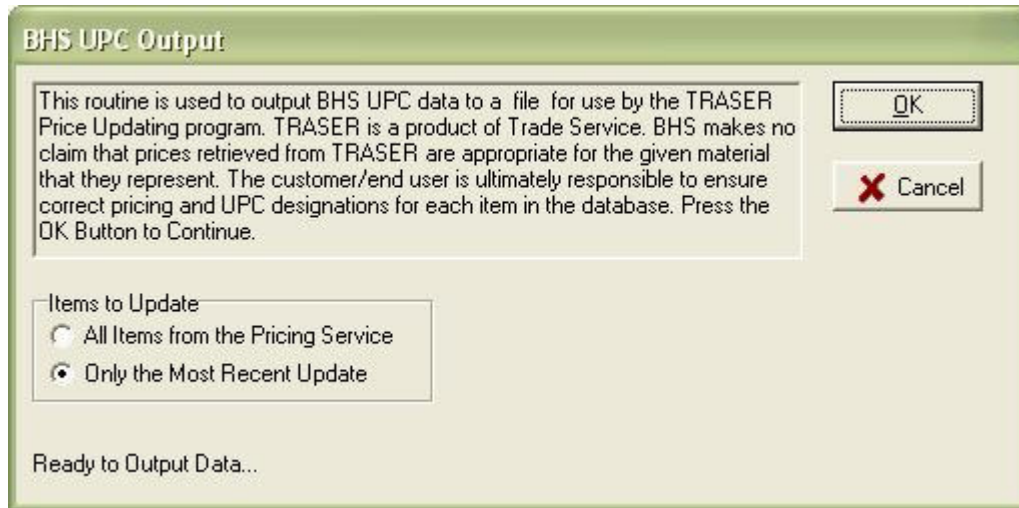 BHS UPC Output
This routine is used to output BHS UPC data to a file for use by the TRASER
Price Updating program. TRASER is a product of Trade Service. BHS makes no
claim that prices retrieved from TRASER are appropriate for the given material
that they represent. The customer/end user is ultimately responsible to ensure
correct pricing and UPC designations for each item in the database. Press the
OK Button to Continue.
OK
Cancel
Items to Update
All Items from the Pricing Service
Only the Most Recent Update
Ready to Output Data...